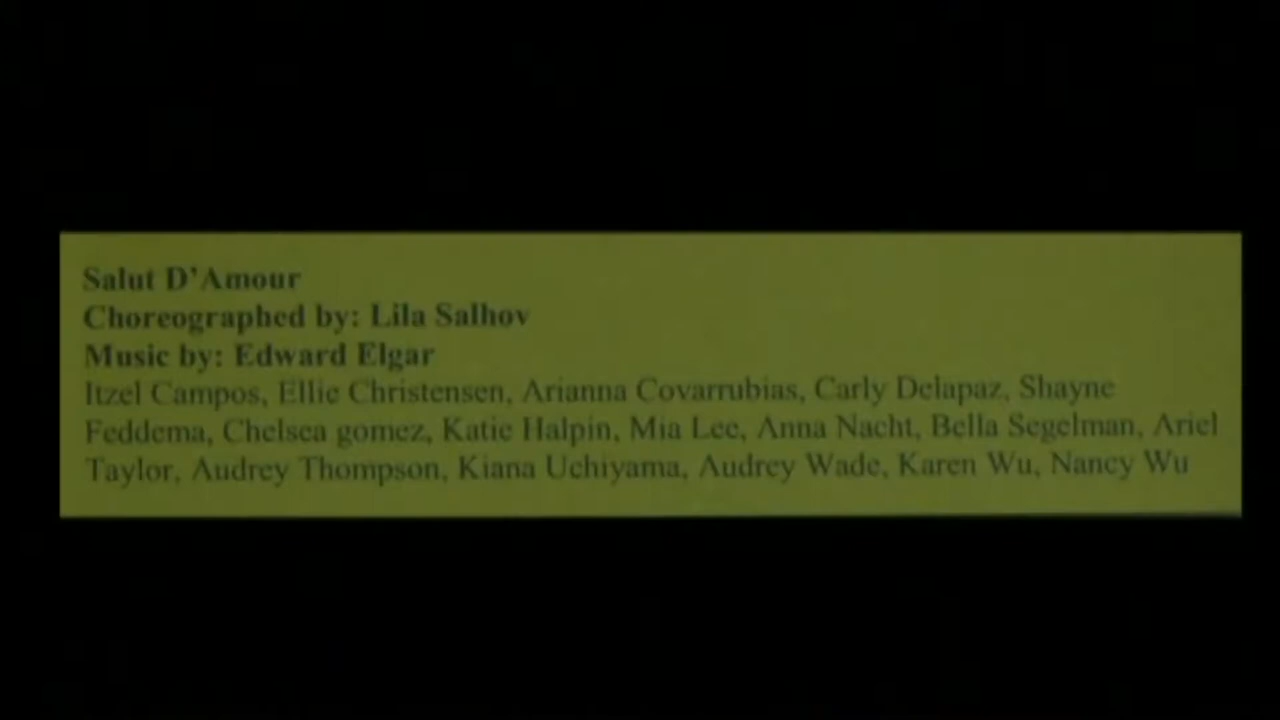 Salut D'Amour
Choreographed by: Lila Salhov
Music by: Edward Elgar
Itzel Campos, Ellie Christensen, Arianna Covarrubias, Carly Delapaz, Shayne
Feddema, Chelsea gomez, Katie Halpin, Mia Lee, Anna Nacht, Bella Segelman, Ariel
Taylor, Audrey Thompson, Kiana Uchiyama, Audrey Wade, Karen Wu, Nancy Wu